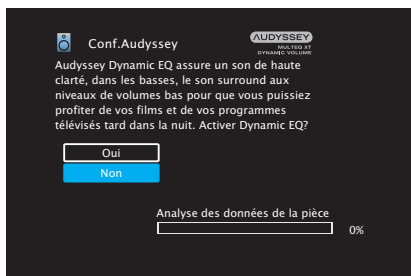 Conf.Audyssey
AUDYSSEY
MULTEQ XT
DYNAMIC VOLUME
Audyssey Dynamic EQ assure un son de haute
clarté, dans les basses, le son surround aux
niveaux de volumes bas pour que vous puissiez
profiter de vos films et de vos programmes
télévisés tard dans la nuit. Activer Dynamic EQ?
Oui
Non
Analyse des données de la pièce
0%